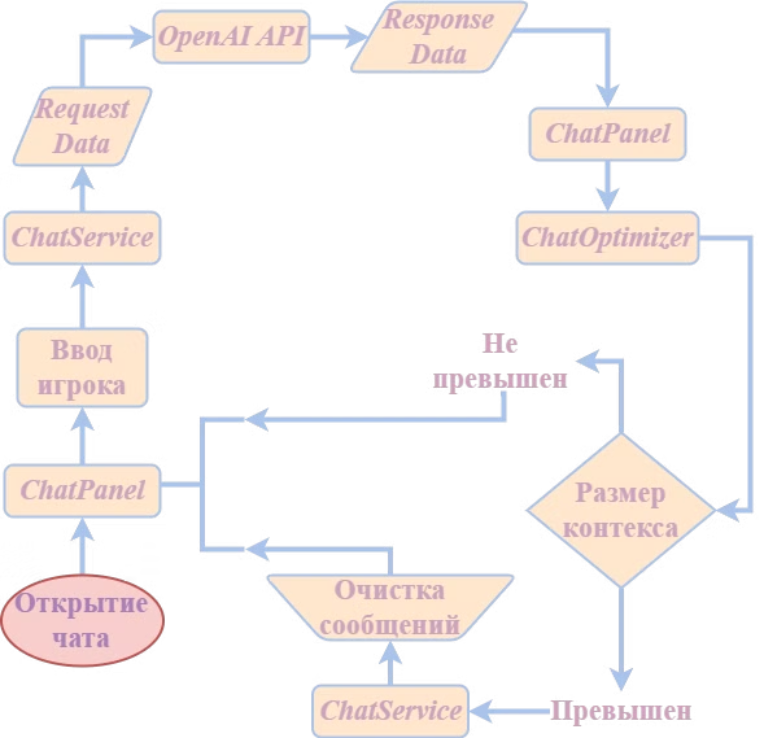 OpenAI API
Response
Data
Request
Data
ChatPanel
ChatService
ChatOptimizer
Ввод
игрока
Не
превышен
ChatPanel
Размер
контекса
Открытие
чата
Очистка
сообщений
ChatService
Превышен